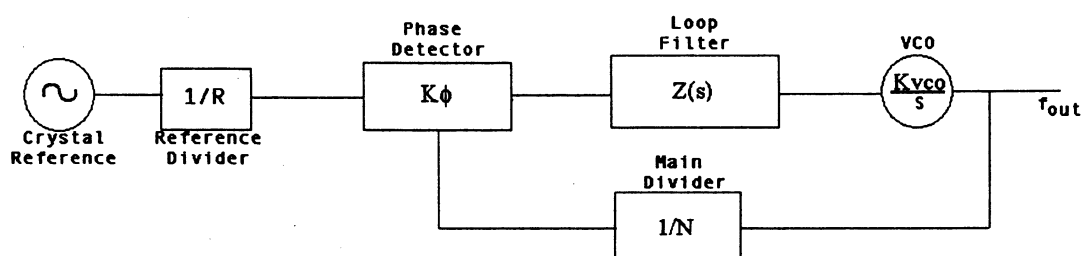 Phase
Detector
Loop
Filter
VCO
1/R
Kϕ
Z(s)
Kvco
S
fout
Crystal
Reference
Reference
Divider
Main
Divider
1/N